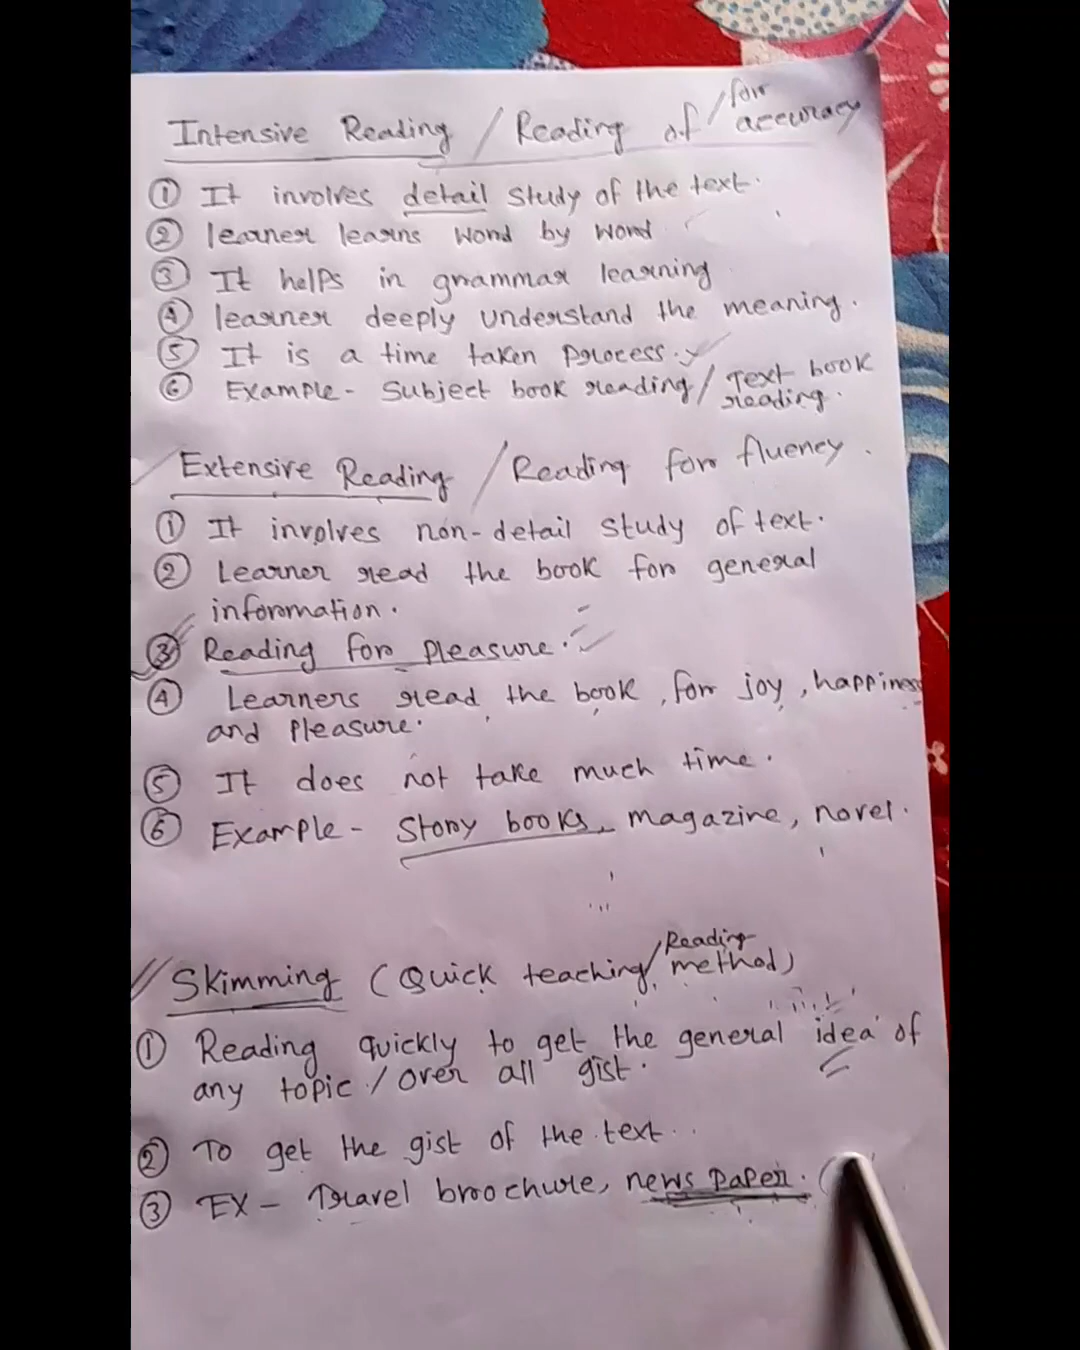 Intensive Reading / Reading of / for accuracy
① It involves detail study of the text.
② learner learns word by word
③ It helps in grammar learning
④ learner deeply understand the meaning.
⑤ It is a time taken process.
⑥ Example - Subject book reading / Text book reading.
Extensive Reading / Reading for fluency.
① It involves non-detail study of text.
② Learner read the book for general
information.
③ Reading for pleasure.
④ Learners read the book, for joy, happiness
and pleasure.
⑤ It does not take much time.
⑥ Example - Story books, magazine, novel.
Skimming (Quick teaching / Reading method)
① Reading quickly to get the general idea of
any topic / over all gist.
② To get the gist of the text.
③ EX - Travel broochure, news paper.